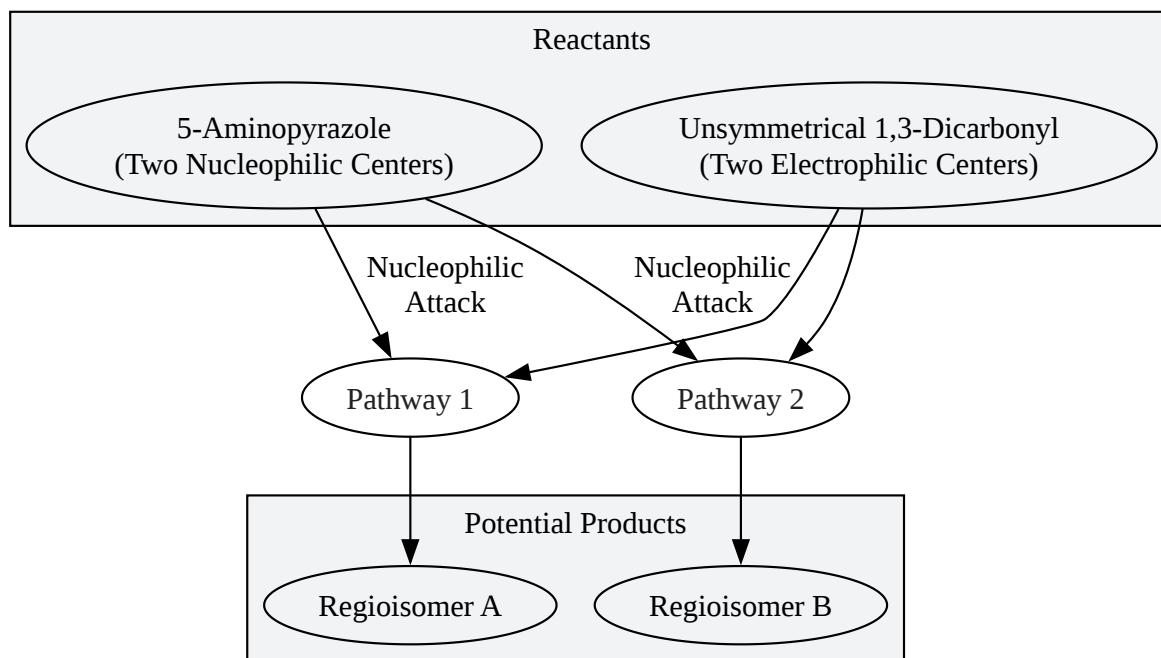 Reactants
5-Aminopyrazole
(Two Nucleophilic Centers)
Unsymmetrical 1,3-Dicarbonyl
(Two Electrophilic Centers)
Nucleophilic
Attack
Nucleophilic
Attack
Pathway 1
Pathway 2
Potential Products
Regioisomer A
Regioisomer B